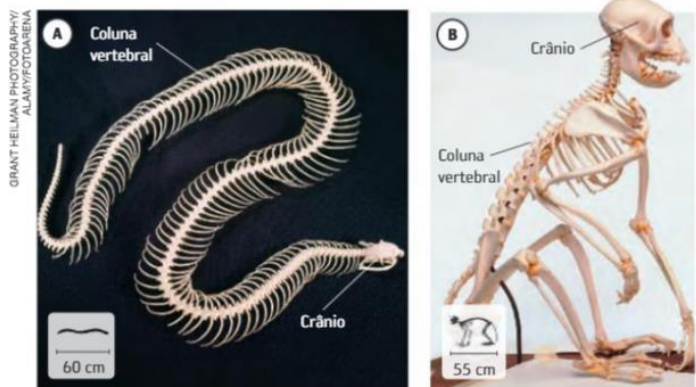 GRANT HEILMAN PHOTOGRAPHY/
ALAMY/FOTOARENA
A
Coluna
vertebral
Crânio
60 cm
B
Crânio
Coluna
vertebral
55 cm